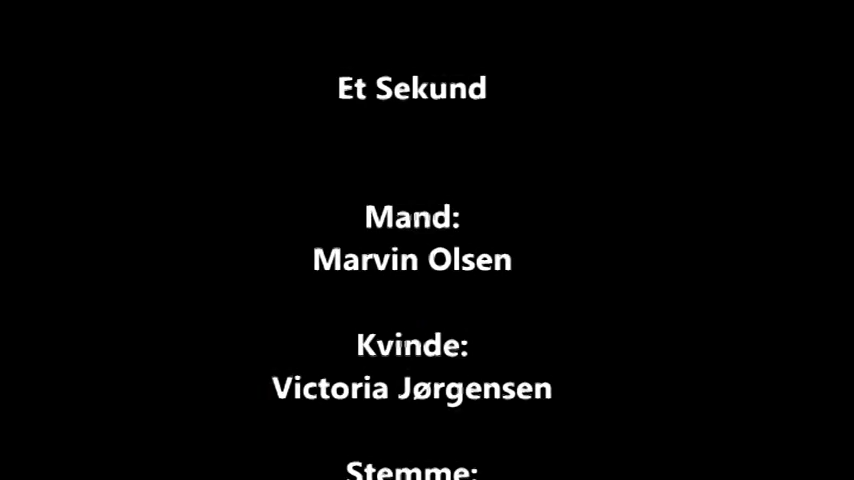 Et Sekund
Mand:
Marvin Olsen
Kvinde:
Victoria Jørgensen
Stemme: